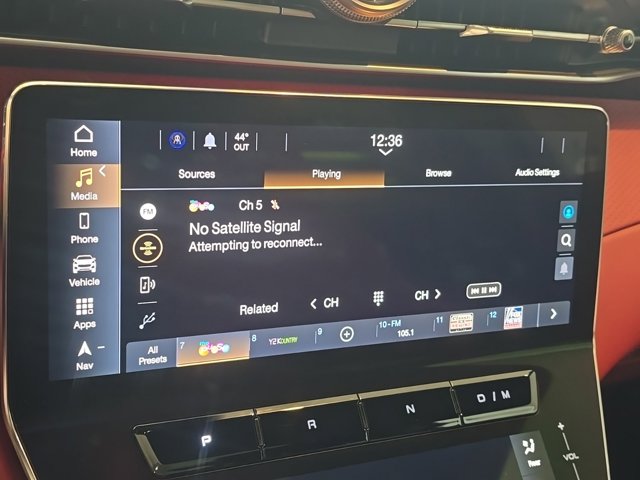 12:36
44°
OUT
Home
Media
Phone
Vehicle
Apps
Nav
Sources
Playing
Browse
Audio Settings
FM
Ch 5
No Satellite Signal
Attempting to reconnect...
Related
CH
CH
All
Presets
7
8
Y2KOUNTRY
9
10 - FM
105.1
11
12
P
R
N
D / M
Rear
+
VOL